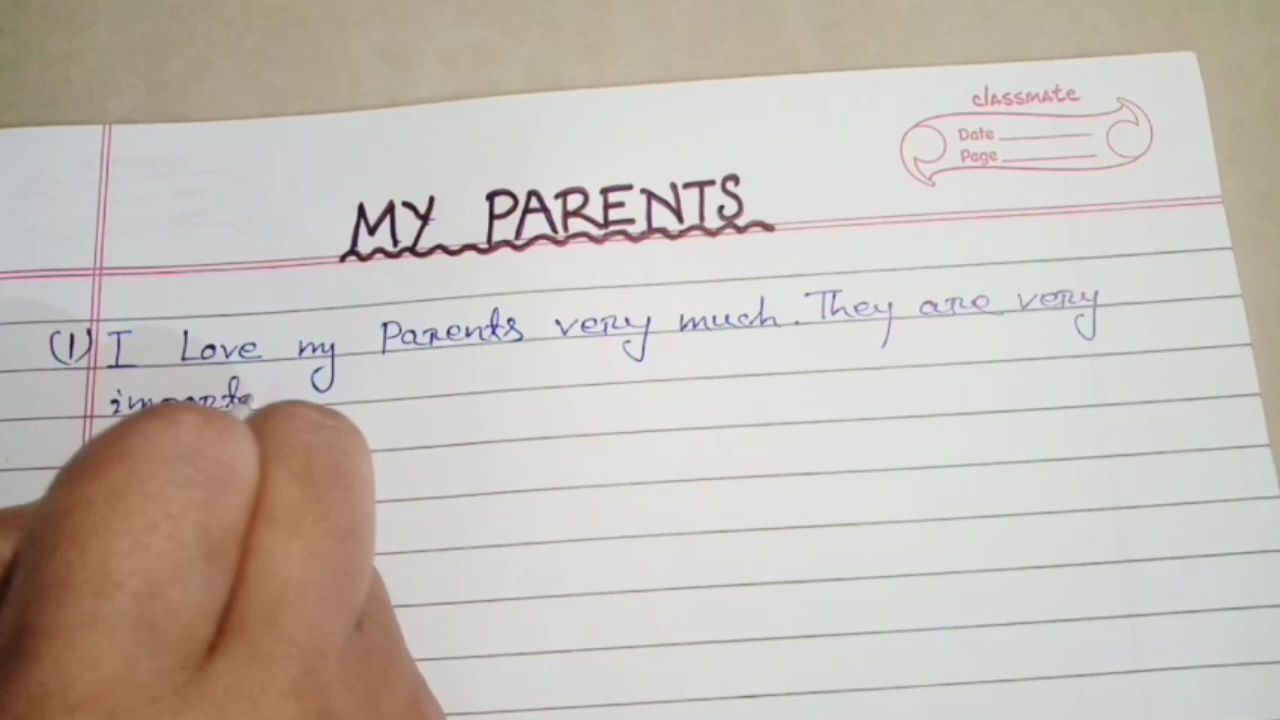 classmate
Date
Page
MY PARENTS
(1) I Love my Parents very much. They are very